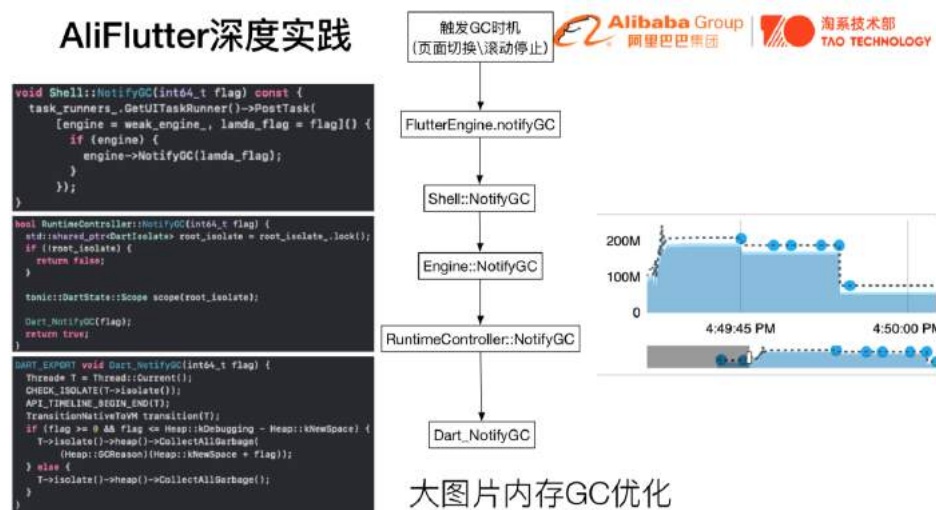 AliFlutter深度实践
触发GC时机
(页面切换\滚动停止)
Alibaba Group
阿里巴巴集团
淘系技术部
TAO TECHNOLOGY
void Shell::NotifyGC(int64_t flag) const {
task_runners_.GetUITaskRunner()->PostTask(
[engine = weak_engine_, lamda_flag = flag]() {
if (engine) {
engine->NotifyGC(lamda_flag);
}
});
}
bool RuntimeController::NotifyGC(int64_t flag) {
std::shared_ptr<DartIsolate> root_isolate = root_isolate_.lock();
if (!root_isolate) {
return false;
}
tonic::DartState::Scope scope(root_isolate);
Dart_NotifyGC(flag);
return true;
}
DART_EXPORT void Dart_NotifyGC(int64_t flag) {
Thread* T = Thread::Current();
CHECK_ISOLATE(T->isolate());
API_TIMELINE_BEGIN_END(T);
TransitionNativeToVM transition(T);
if (flag >= 0 && flag <= Heap::kDebugging - Heap::kNewSpace) {
T->isolate()->heap()->CollectAllGarbage(
(Heap::GCReason)(Heap::kNewSpace + flag));
} else {
T->isolate()->heap()->CollectAllGarbage();
}
}
FlutterEngine.notifyGC
Shell::NotifyGC
Engine::NotifyGC
RuntimeController::NotifyGC
Dart_NotifyGC
200M
100M
0
4:49:45 PM
4:50:00 PM
大图片内存GC优化